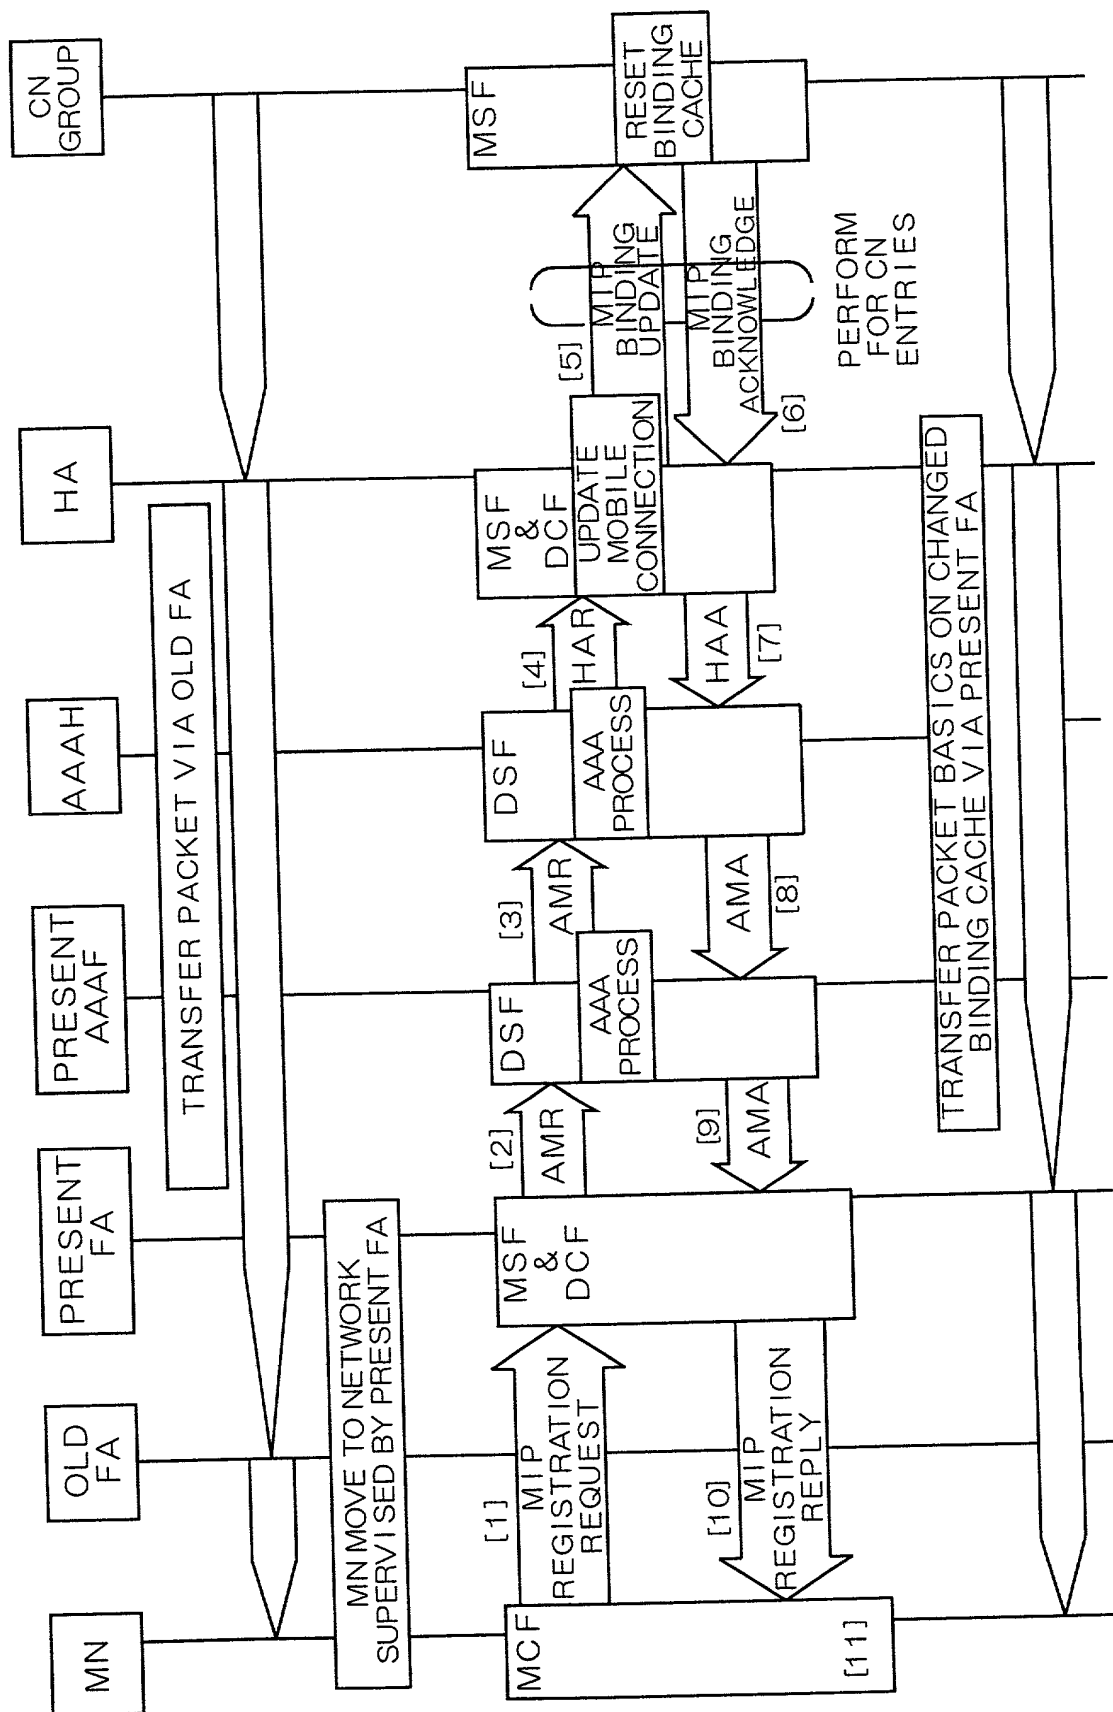 MN
OLD
FA
PRESENT
FA
PRESENT
AAAF
AAAH
HA
CN
GROUP
TRANSFER PACKET VIA OLD FA
MN MOVE TO NETWORK
SUPERVISED BY PRESENT FA
MCF
[1]
MIP
REGISTRATION
REQUEST
MSF
&
DCF
[2]
AMR
DSF
AAA
PROCESS
[3]
AMR
DSF
AAA
PROCESS
[4]
HAR
MSF
&
DCF
UPDATE
MOBILE
CONNECTION
[5]
MIP
BINDING
UPDATE
MSF
RESET
BINDING
CACHE
MIP
BINDING
ACKNOWLEDGE
[6]
PERFORM
FOR CN
ENTRIES
HAA
[7]
AMA
[8]
[9]
AMA
[10]
MIP
REGISTRATION
REPLY
[11]
TRANSFER PACKET BASICS ON CHANGED
BINDING CACHE VIA PRESENT FA